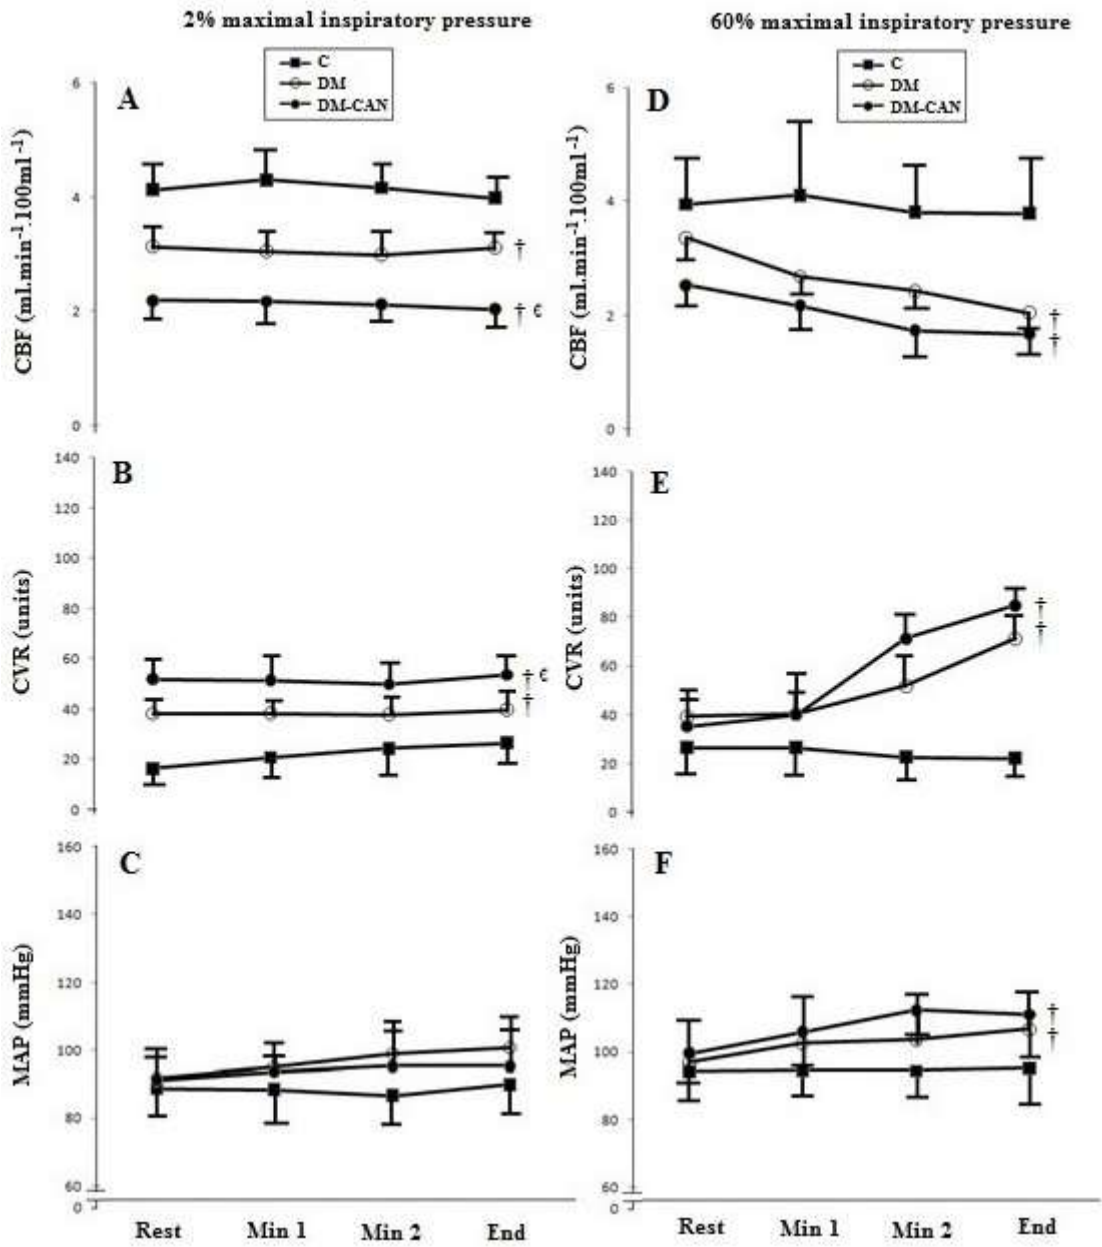 2% maximal inspiratory pressure
C
DM
DM-CAN
A
CBF (ml.min⁻¹.100ml⁻¹)
6
4
2
0
†
† €
60% maximal inspiratory pressure
C
DM
DM-CAN
D
CBF (ml.min⁻¹.100ml⁻¹)
6
4
2
0
†
†
B
CVR (units)
140
120
100
80
60
40
20
0
† €
†
E
CVR (units)
140
120
100
80
60
40
20
0
†
†
C
MAP (mmHg)
160
140
120
100
80
60
0
Rest Min 1 Min 2 End
F
MAP (mmHg)
160
140
120
100
80
60
0
†
†
Rest Min 1 Min 2 End